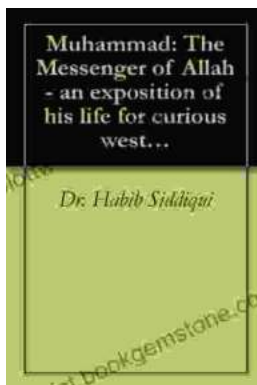 Muhammad: The
Messenger of Allah
- an exposition of
his life for curious
west...
Dr. Habib Siddiqui
bookgemstone.co